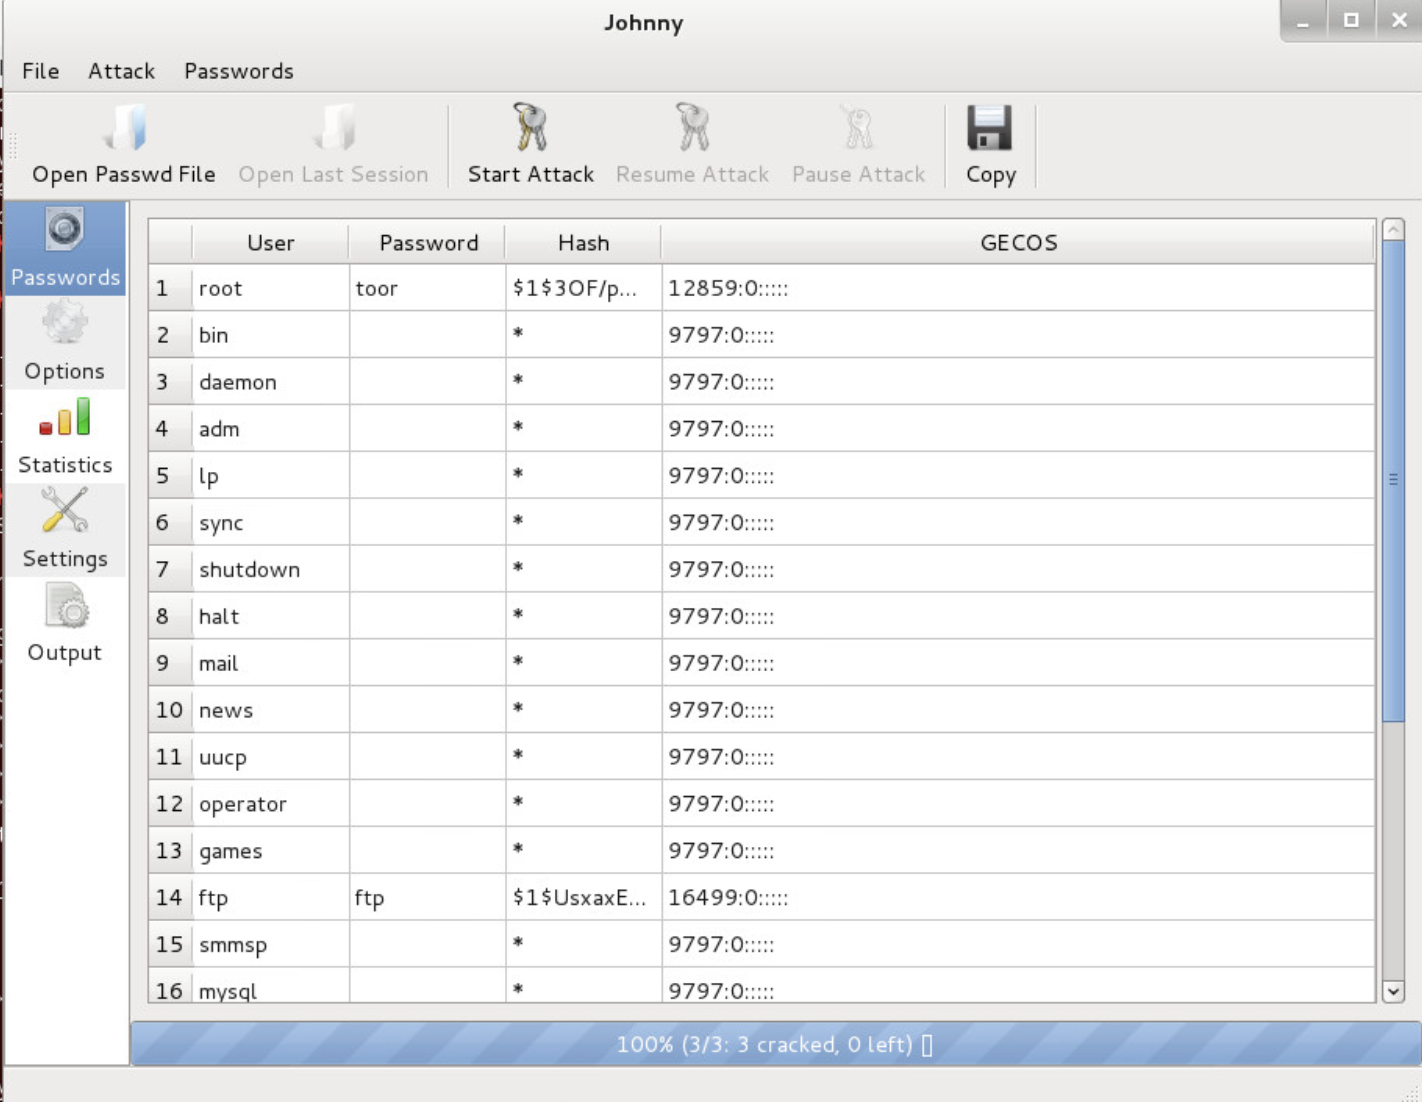 Johnny
File Attack Passwords
Open Passwd File Open Last Session Start Attack Resume Attack Pause Attack Copy
Passwords
Options
Statistics
Settings
Output
User Password Hash GECOS
1 root toor $1$3OF/p... 12859:0:::::
2 bin * 9797:0:::::
3 daemon * 9797:0:::::
4 adm * 9797:0:::::
5 lp * 9797:0:::::
6 sync * 9797:0:::::
7 shutdown * 9797:0:::::
8 halt * 9797:0:::::
9 mail * 9797:0:::::
10 news * 9797:0:::::
11 uucp * 9797:0:::::
12 operator * 9797:0:::::
13 games * 9797:0:::::
14 ftp ftp $1$UsxaxE... 16499:0:::::
15 smmsp * 9797:0:::::
16 mysql * 9797:0:::::
100% (3/3: 3 cracked, 0 left) []